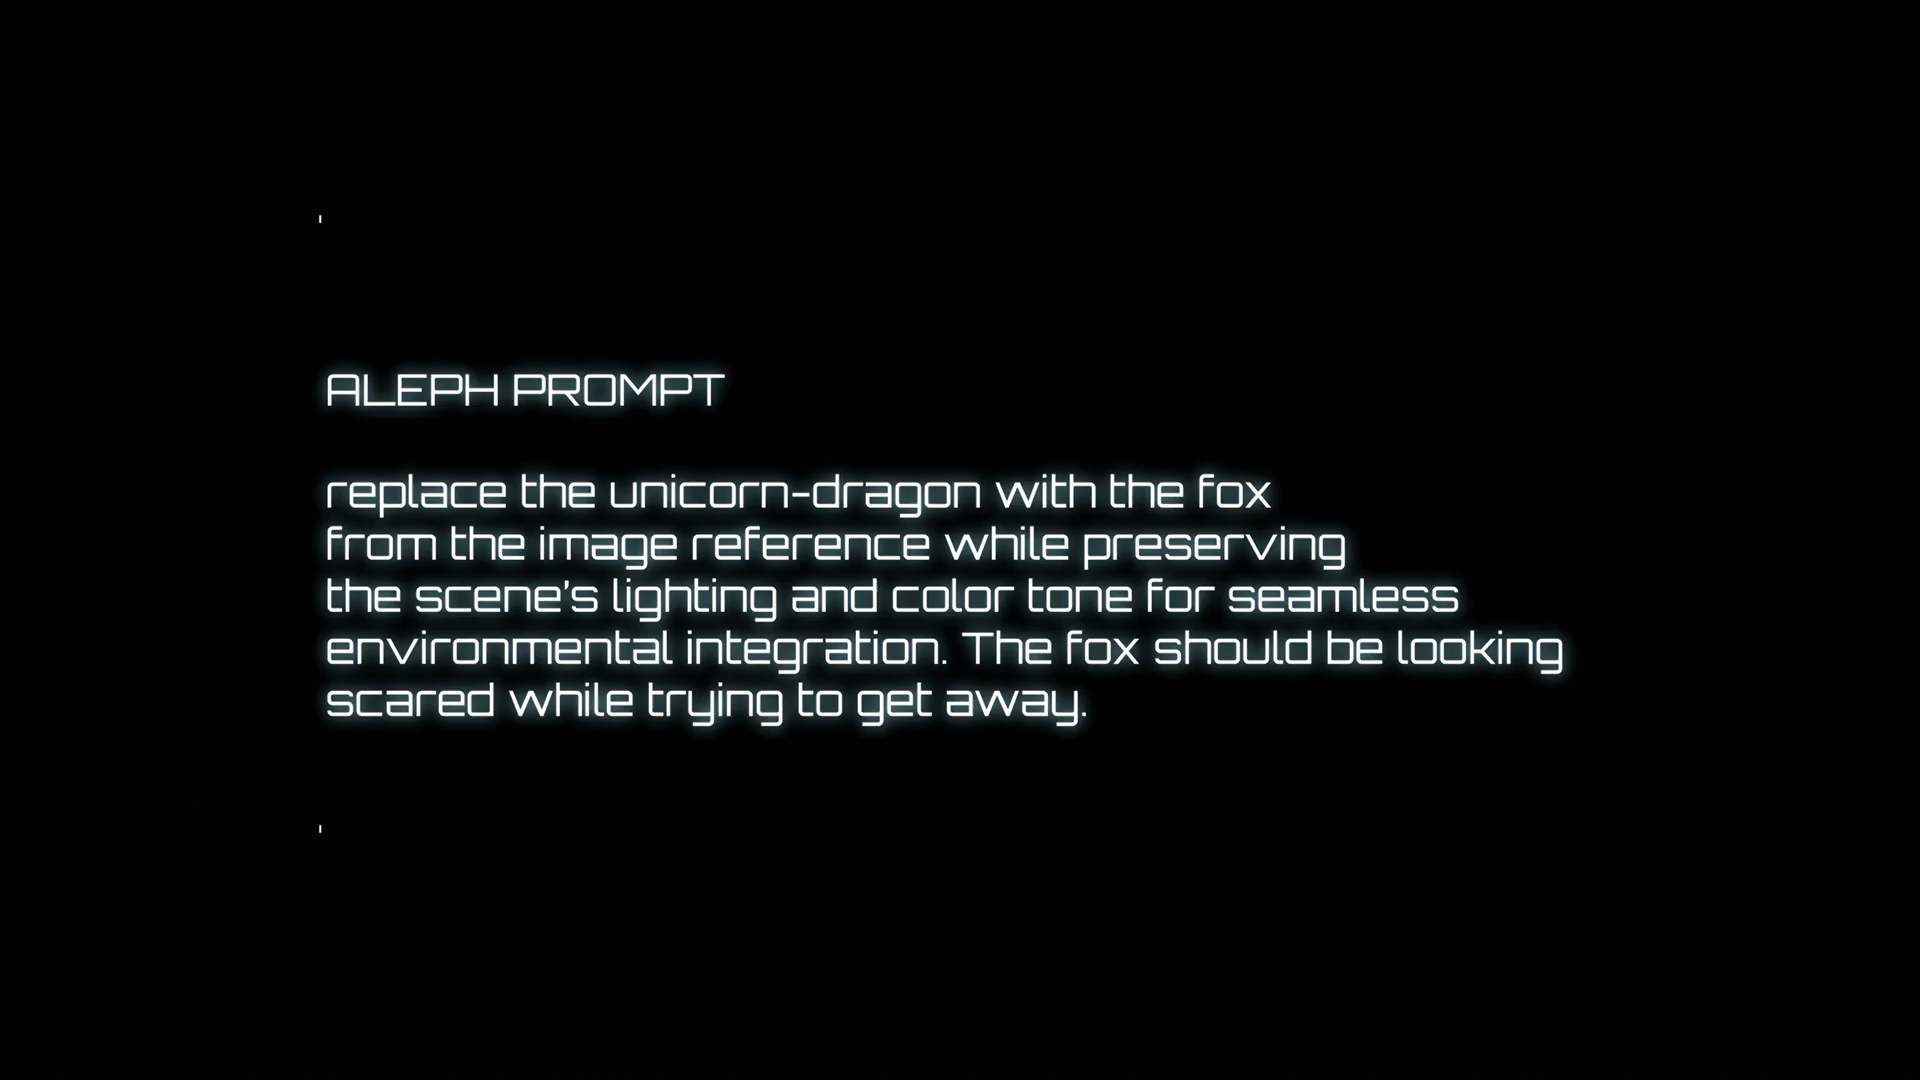 ALEPH PROMPT
replace the unicorn-dragon with the fox
from the image reference while preserving
the scene's lighting and color tone for seamless
environmental integration. The fox should be looking
scared while trying to get away.